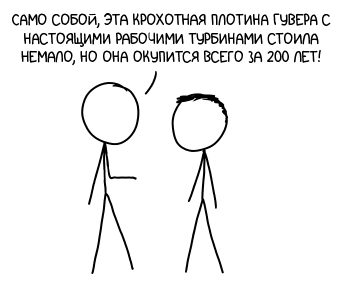 САМО СОБОЙ, ЭТА КРОХОТНАЯ ПЛОТИНА ГУВЕРА С
НАСТОЯЩИМИ РАБОЧИМИ ТУРБИНАМИ СТОИЛА
НЕМАЛО, НО ОНА ОКУПИТСЯ ВСЕГО ЗА 200 ЛЕТ!